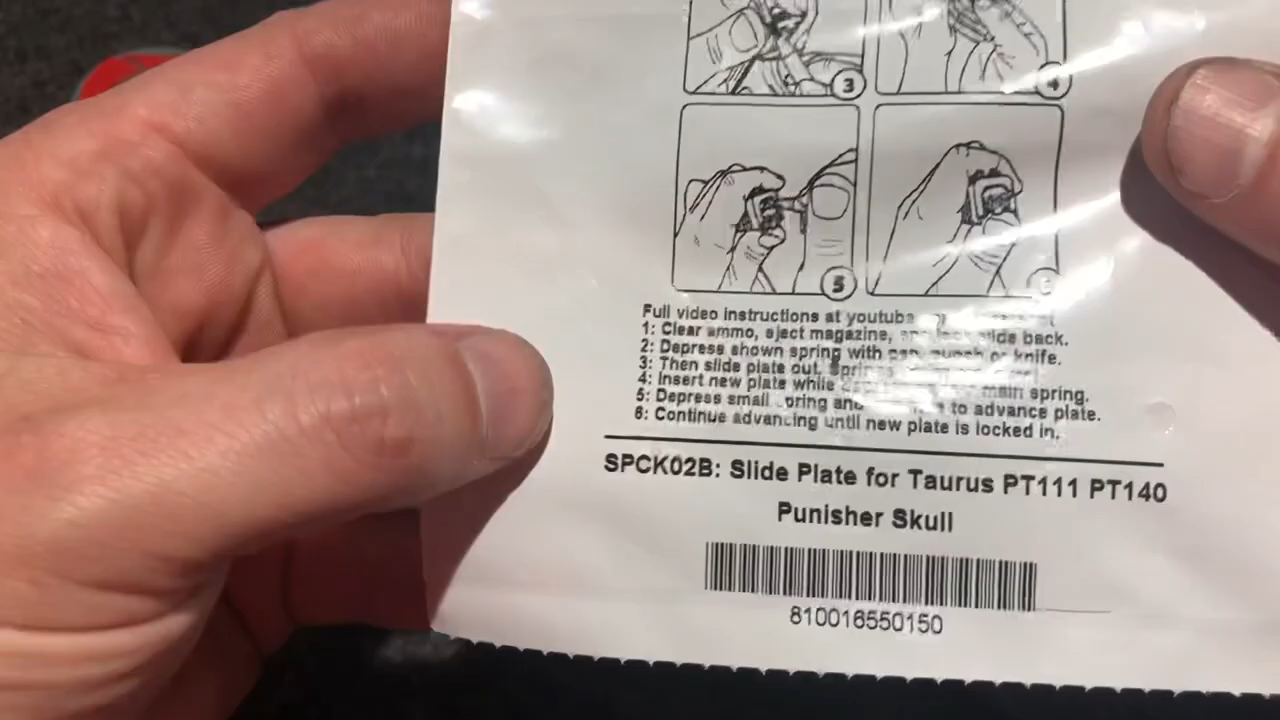 3
4
5
Full video instructions at youtube
1: Clear ammo, eject magazine, and lock slide back.
2: Depress shown spring with pen, punch or knife.
3: Then slide plate out.
4: Insert new plate while main spring.
5: Depress small spring and to advance plate.
6: Continue advancing until new plate is locked in.
SPCK02B: Slide Plate for Taurus PT111 PT140
Punisher Skull
810016550150